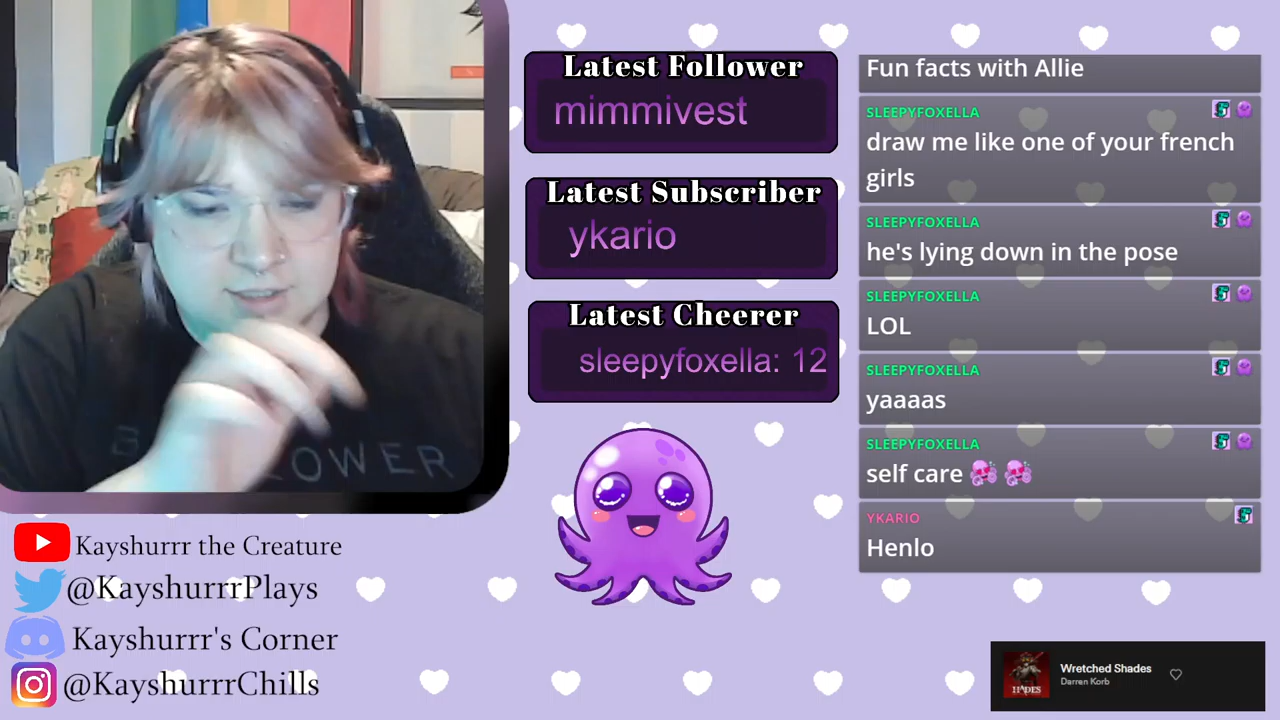 Latest Follower
mimmivest
Latest Subscriber
ykario
Latest Cheerer
sleepyfoxella: 12
Fun facts with Allie
SLEEPYFOXELLA
draw me like one of your french
girls
SLEEPYFOXELLA
he's lying down in the pose
SLEEPYFOXELLA
LOL
SLEEPYFOXELLA
yaaaas
SLEEPYFOXELLA
self care
YKARIO
Henlo
Kayshurrr the Creature
@KayshurrrPlays
Kayshurrr's Corner
@KayshurrrChills
HADES
Wretched Shades
Darren Korb